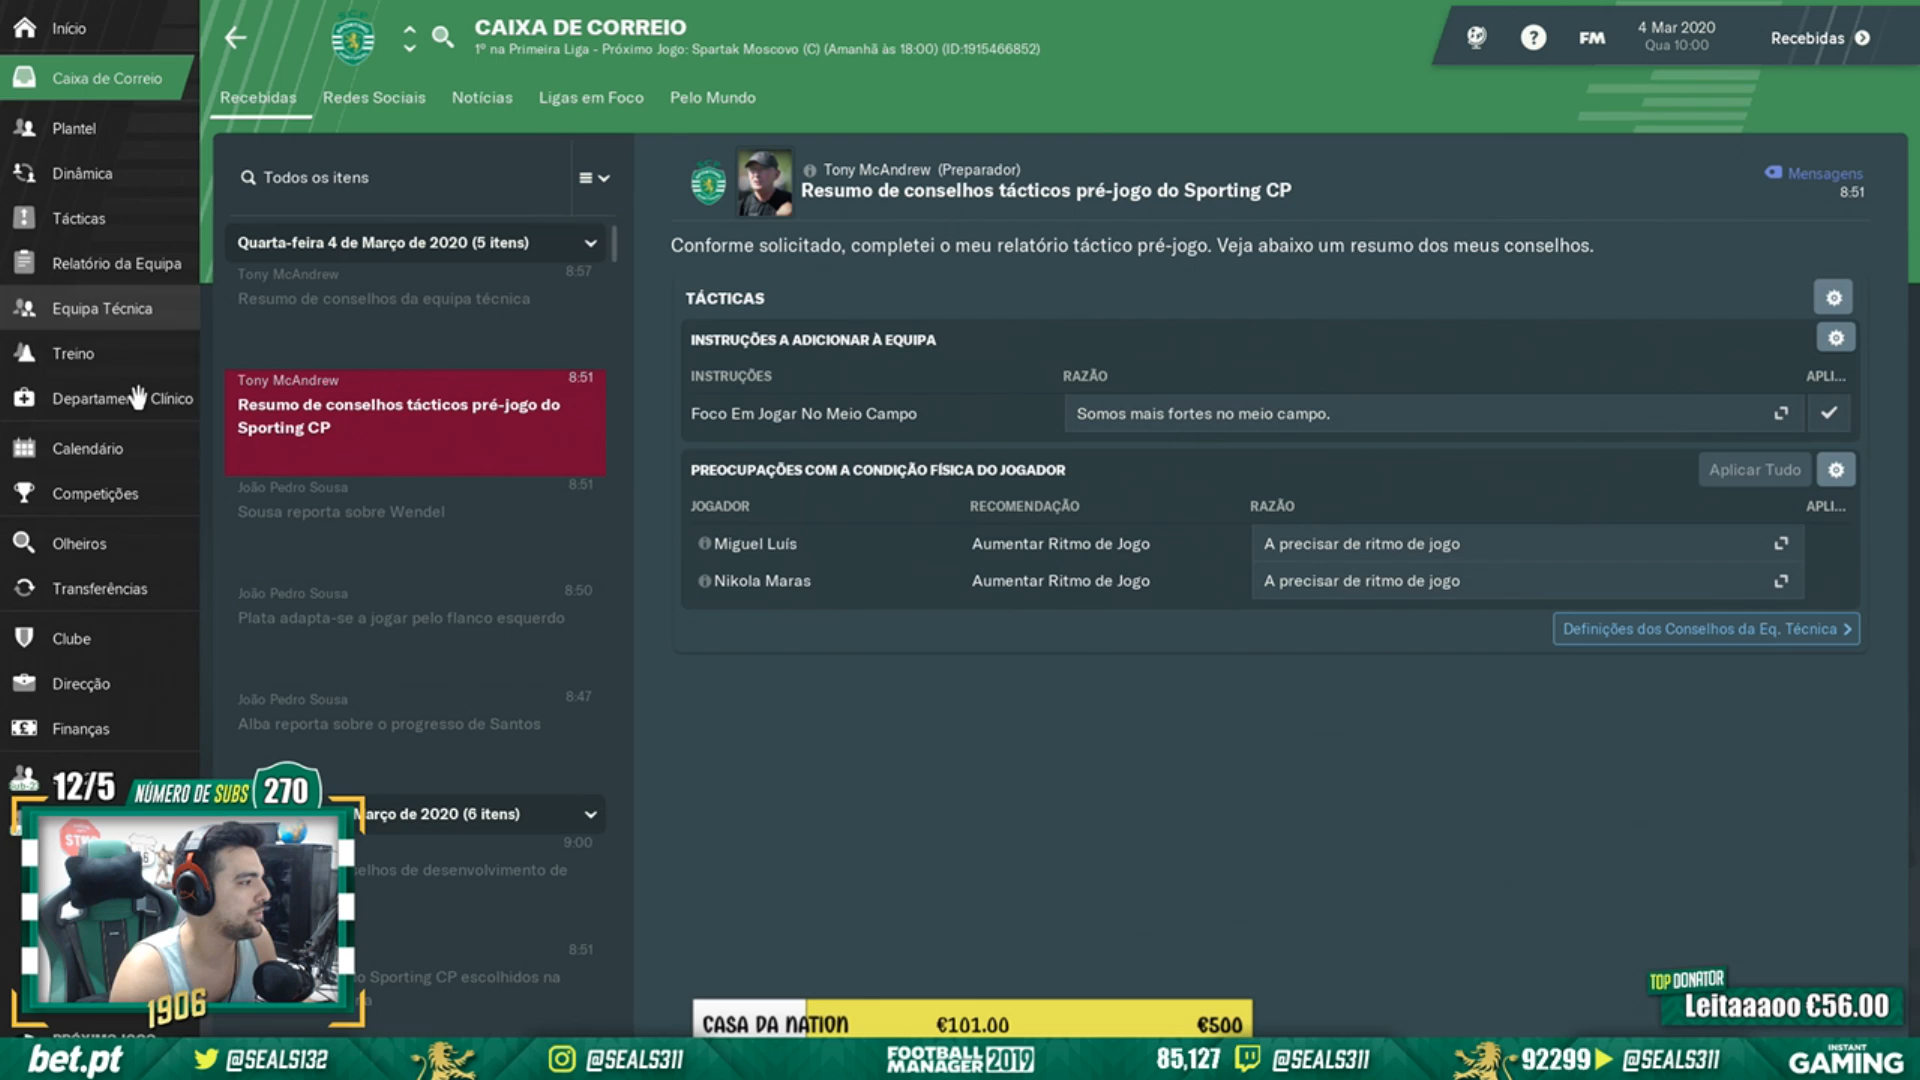 Início
Caixa de Correio
Plantel
Dinâmica
Tácticas
Relatório da Equipa
Equipa Técnica
Treino
Departamen Clínico
Calendário
Competições
Olheiros
Transferências
Clube
Direcção
Finanças
SCP
CAIXA DE CORREIO
1º na Primeira Liga - Próximo Jogo: Spartak Moscovo (C) (Amanhã às 18:00) (ID:1915466852)
FM
4 Mar 2020
Qua 10:00
Recebidas
Recebidas
Redes Sociais
Notícias
Ligas em Foco
Pelo Mundo
Todos os itens
Quarta-feira 4 de Março de 2020 (5 itens)
Tony McAndrew 8:57
Resumo de conselhos da equipa técnica
Tony McAndrew 8:51
Resumo de conselhos tácticos pré-jogo do
Sporting CP
João Pedro Sousa 8:51
Sousa reporta sobre Wendel
João Pedro Sousa 8:50
Plata adapta-se a jogar pelo flanco esquerdo
João Pedro Sousa 8:47
Alba reporta sobre o progresso de Santos
arço de 2020 (6 itens)
9:00
elhos de desenvolvimento de
8:51
o Sporting CP escolhidos na
a
Tony McAndrew (Preparador)
Resumo de conselhos tácticos pré-jogo do Sporting CP
Mensagens
8:51
Conforme solicitado, completei o meu relatório táctico pré-jogo. Veja abaixo um resumo dos meus conselhos.
TÁCTICAS
INSTRUÇÕES A ADICIONAR À EQUIPA
INSTRUÇÕES RAZÃO APLI...
Foco Em Jogar No Meio Campo Somos mais fortes no meio campo.
PREOCUPAÇÕES COM A CONDIÇÃO FÍSICA DO JOGADOR Aplicar Tudo
JOGADOR RECOMENDAÇÃO RAZÃO APLI...
Miguel Luís Aumentar Ritmo de Jogo A precisar de ritmo de jogo
Nikola Maras Aumentar Ritmo de Jogo A precisar de ritmo de jogo
Definições dos Conselhos da Eq. Técnica
12/5
NÚMERO DE SUBS 270
1906
CASA DA NATION €101.00 €500
TOP DONATOR
Leitaaaoo €56.00
bet.pt
@SEALS132
@SEALS311
FOOTBALL MANAGER 2019
85,127 @SEALS311
92299 @SEALS311
INSTANT
GAMING